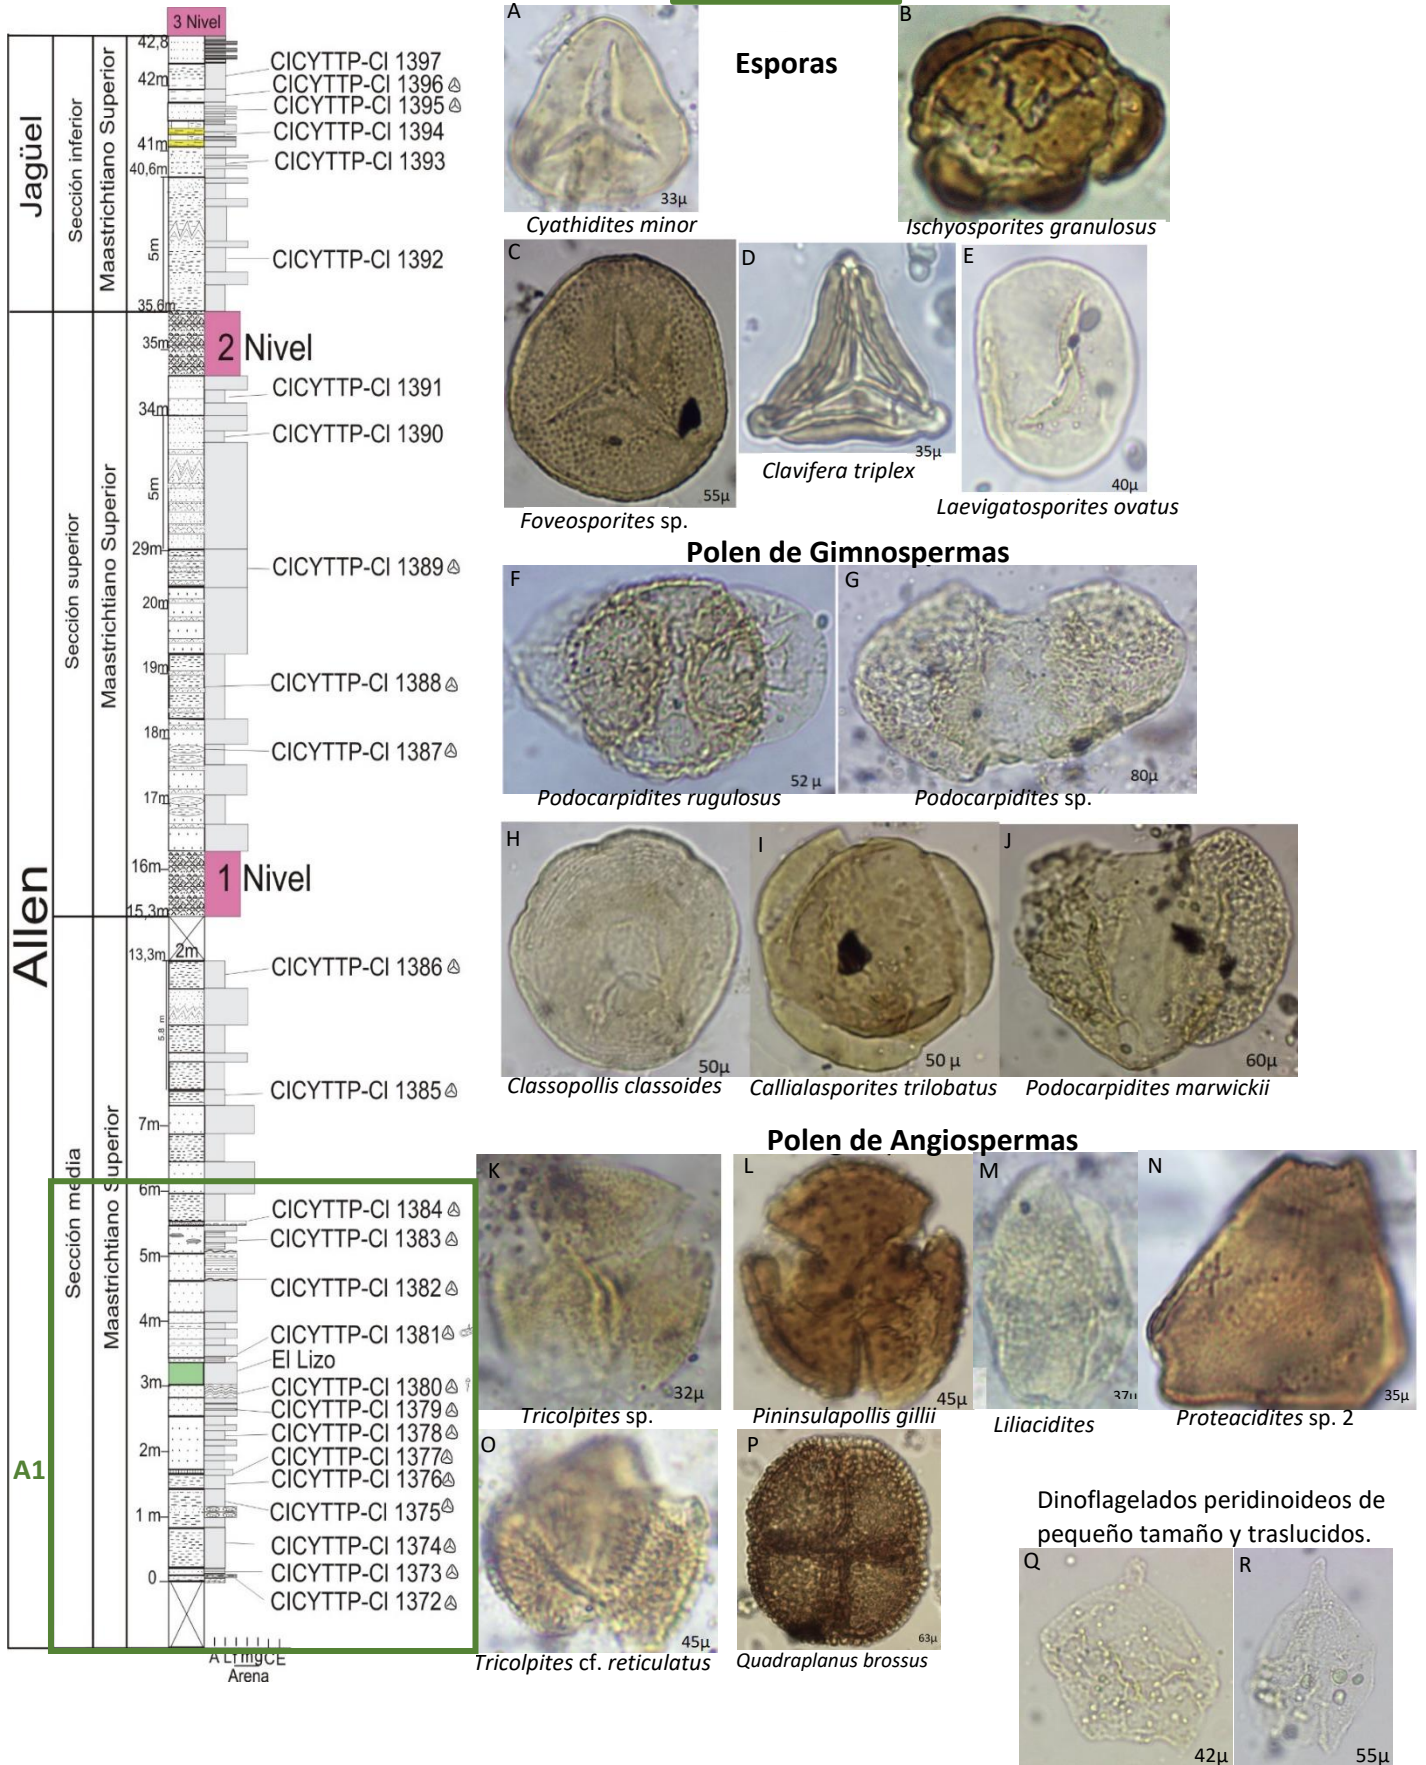 3 Nivel
42,8
42m
41m
40,6m
5m
35,6m
35m
34m
5m
29m
20m
19m
18m
17m
16m
15,3m
13,3m
2m
5.8 m
7m
6m
5m
4m
3m
2m
1 m
0
Jagüel
Sección inferior
Maastrichtiano Superior
Allen
Sección superior
Maastrichtiano Superior
Sección media
Maastrichtiano Superior
A1
CICYTTP-CI 1397
CICYTTP-CI 1396
CICYTTP-CI 1395
CICYTTP-CI 1394
CICYTTP-CI 1393
CICYTTP-CI 1392
2 Nivel
CICYTTP-CI 1391
CICYTTP-CI 1390
CICYTTP-CI 1389
CICYTTP-CI 1388
CICYTTP-CI 1387
1 Nivel
CICYTTP-CI 1386
CICYTTP-CI 1385
CICYTTP-CI 1384
CICYTTP-CI 1383
CICYTTP-CI 1382
CICYTTP-CI 1381
El Lizo
CICYTTP-CI 1380
CICYTTP-CI 1379
CICYTTP-CI 1378
CICYTTP-CI 1377
CICYTTP-CI 1376
CICYTTP-CI 1375
CICYTTP-CI 1374
CICYTTP-CI 1373
CICYTTP-CI 1372
A L f m g C E
Arena
Esporas
A
33µ
Cyathidites minor
B
Ischyosporites granulosus
C
55µ
Foveosporites sp.
D
35µ
Clavifera triplex
E
40µ
Laevigatosporites ovatus
Polen de Gimnospermas
F
52 µ
Podocarpidites rugulosus
G
80µ
Podocarpidites sp.
H
50µ
Classopollis classoides
I
50 µ
Callialasporites trilobatus
J
60µ
Podocarpidites marwickii
Polen de Angiospermas
K
32µ
Tricolpites sp.
L
45µ
Pininsulapollis gillii
M
37µ
Liliacidites
N
35µ
Proteacidites sp. 2
O
45µ
Tricolpites cf. reticulatus
P
63µ
Quadraplanus brossus
Dinoflagelados peridinoideos de
pequeño tamaño y traslucidos.
Q
42µ
R
55µ